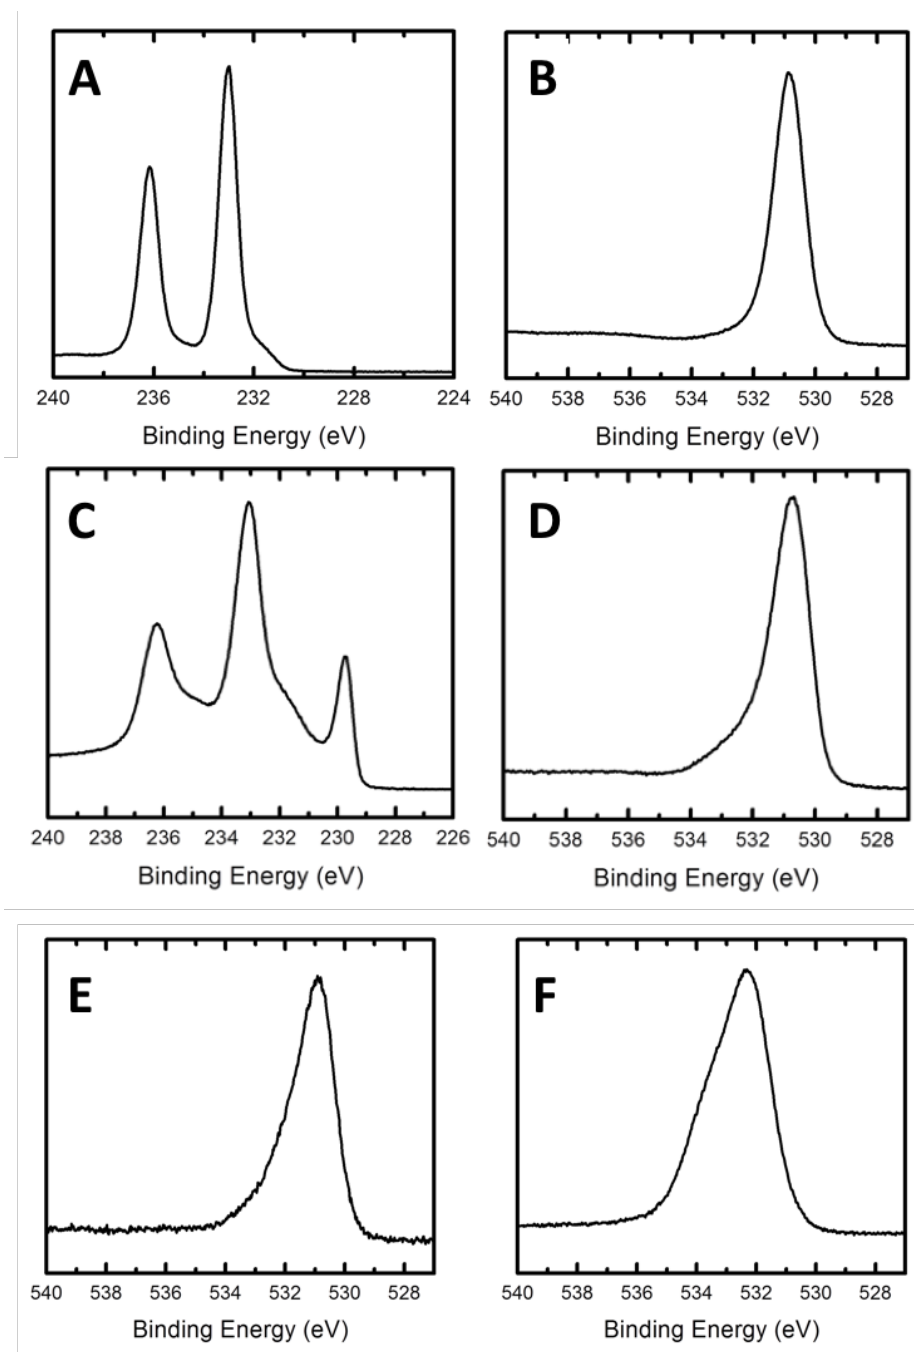 A B
240 236 232 228 224 540 538 536 534 532 530 528
Binding Energy (eV) Binding Energy (eV)
C D
240 238 236 234 232 230 228 226 540 538 536 534 532 530 528
Binding Energy (eV) Binding Energy (eV)
E F
540 538 536 534 532 530 528 540 538 536 534 532 530 528
Binding Energy (eV) Binding Energy (eV)